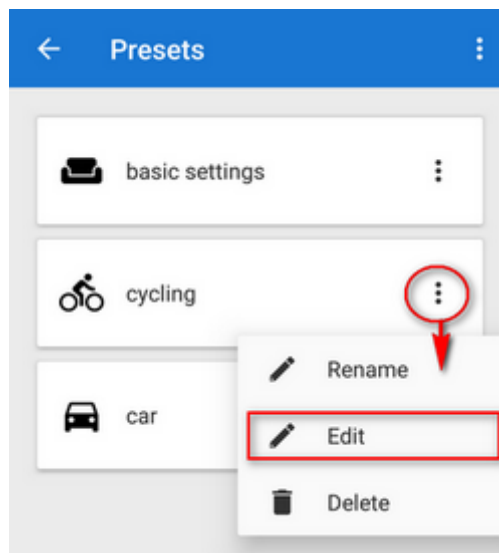 Presets
basic settings
cycling
Rename
car
Edit
Delete